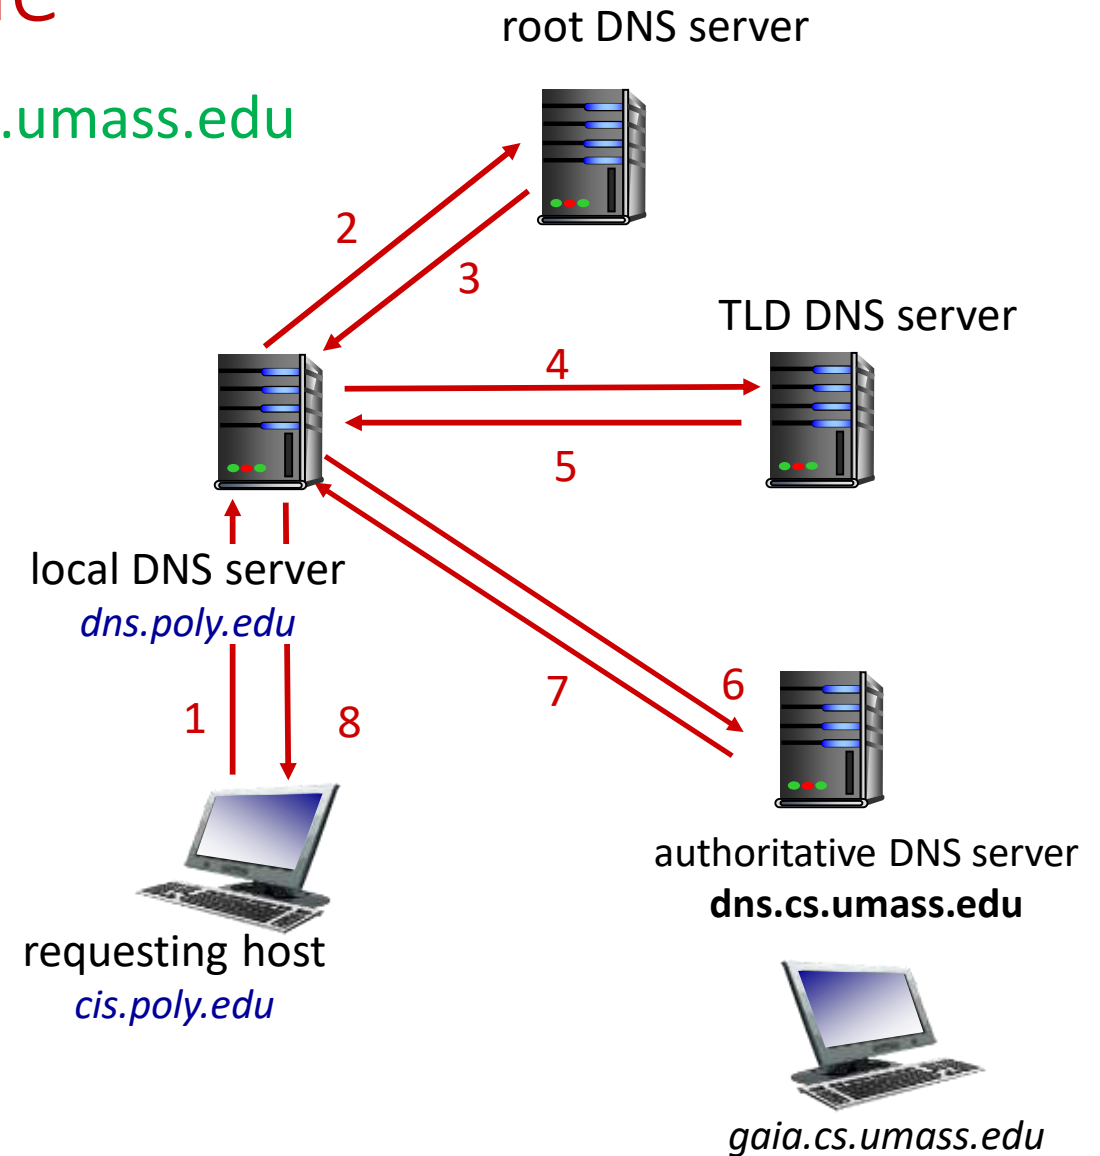 root DNS server
.umass.edu
2
3
TLD DNS server
4
5
local DNS server
dns.poly.edu
6
7
1
8
authoritative DNS server
dns.cs.umass.edu
requesting host
cis.poly.edu
gaia.cs.umass.edu